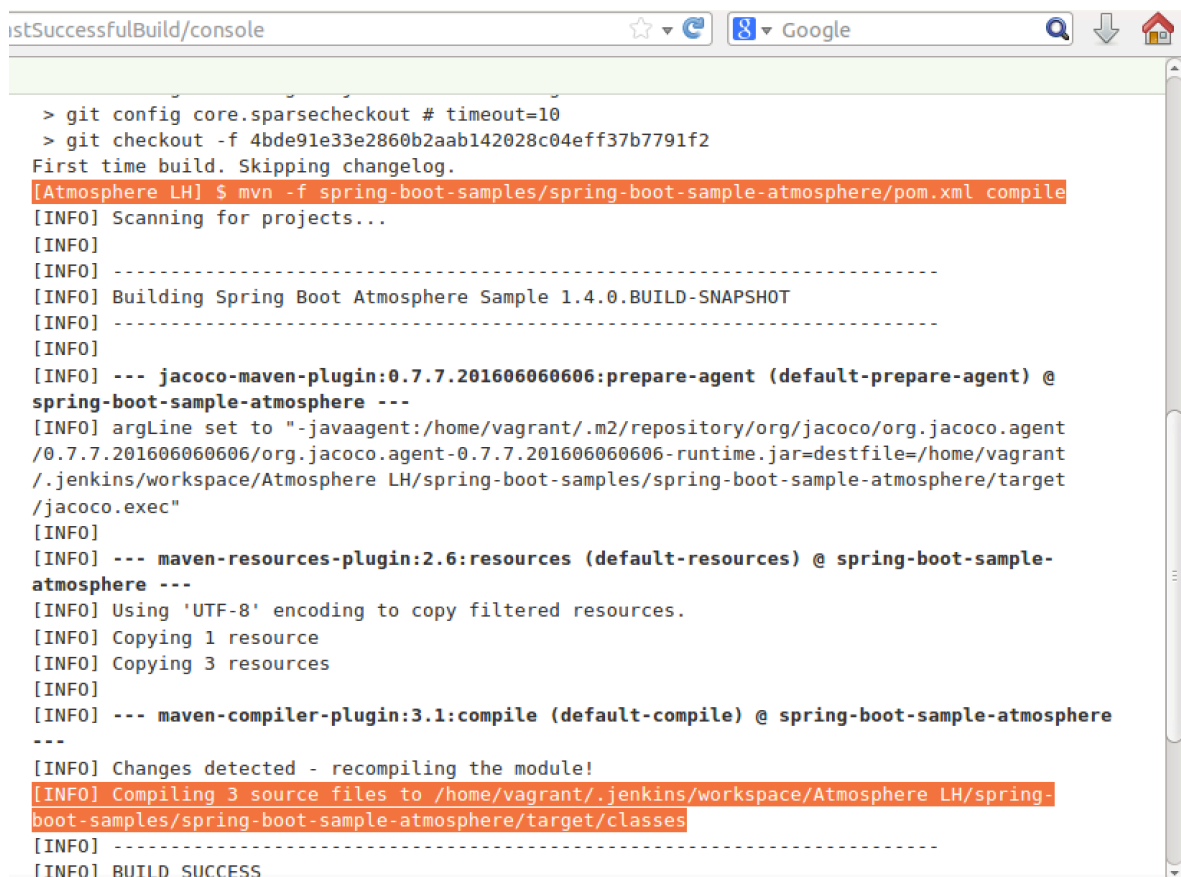 astSuccessfulBuild/console
8 Google
> git config core.sparsecheckout # timeout=10
> git checkout -f 4bde91e33e2860b2aab142028c04eff37b7791f2
First time build. Skipping changelog.
[Atmosphere LH] $ mvn -f spring-boot-samples/spring-boot-sample-atmosphere/pom.xml compile
[INFO] Scanning for projects...
[INFO]
[INFO] ------------------------------------------------------------------------
[INFO] Building Spring Boot Atmosphere Sample 1.4.0.BUILD-SNAPSHOT
[INFO] ------------------------------------------------------------------------
[INFO]
[INFO] --- jacoco-maven-plugin:0.7.7.201606060606:prepare-agent (default-prepare-agent) @
spring-boot-sample-atmosphere ---
[INFO] argLine set to "-javaagent:/home/vagrant/.m2/repository/org/jacoco/org.jacoco.agent
/0.7.7.201606060606/org.jacoco.agent-0.7.7.201606060606-runtime.jar=destfile=/home/vagrant
/.jenkins/workspace/Atmosphere LH/spring-boot-samples/spring-boot-sample-atmosphere/target
/jacoco.exec"
[INFO]
[INFO] --- maven-resources-plugin:2.6:resources (default-resources) @ spring-boot-sample-
atmosphere ---
[INFO] Using 'UTF-8' encoding to copy filtered resources.
[INFO] Copying 1 resource
[INFO] Copying 3 resources
[INFO]
[INFO] --- maven-compiler-plugin:3.1:compile (default-compile) @ spring-boot-sample-atmosphere
---
[INFO] Changes detected - recompiling the module!
[INFO] Compiling 3 source files to /home/vagrant/.jenkins/workspace/Atmosphere LH/spring-
boot-samples/spring-boot-sample-atmosphere/target/classes
[INFO] ------------------------------------------------------------------------
[INFO] BUILD SUCCESS